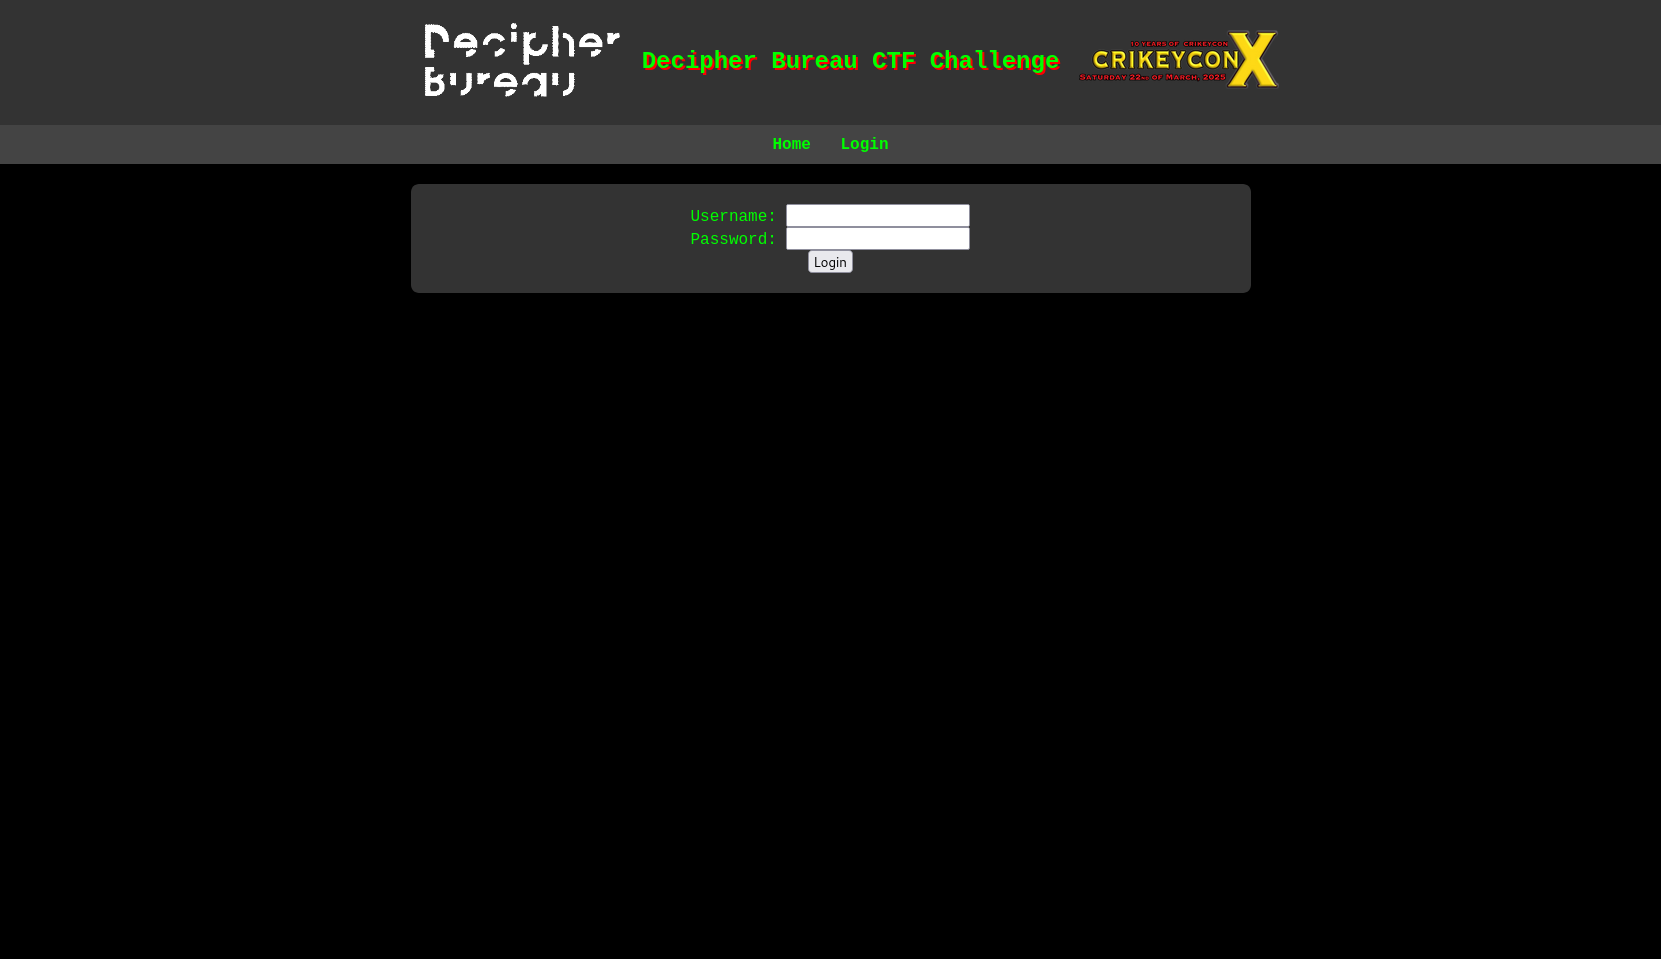 Decipher
Bureau
Decipher Bureau CTF Challenge
10 YEARS OF CRIKEYCON
CRIKEYCON X
SATURDAY 22ND OF MARCH, 2025
Home Login
Username:
Password:
Login